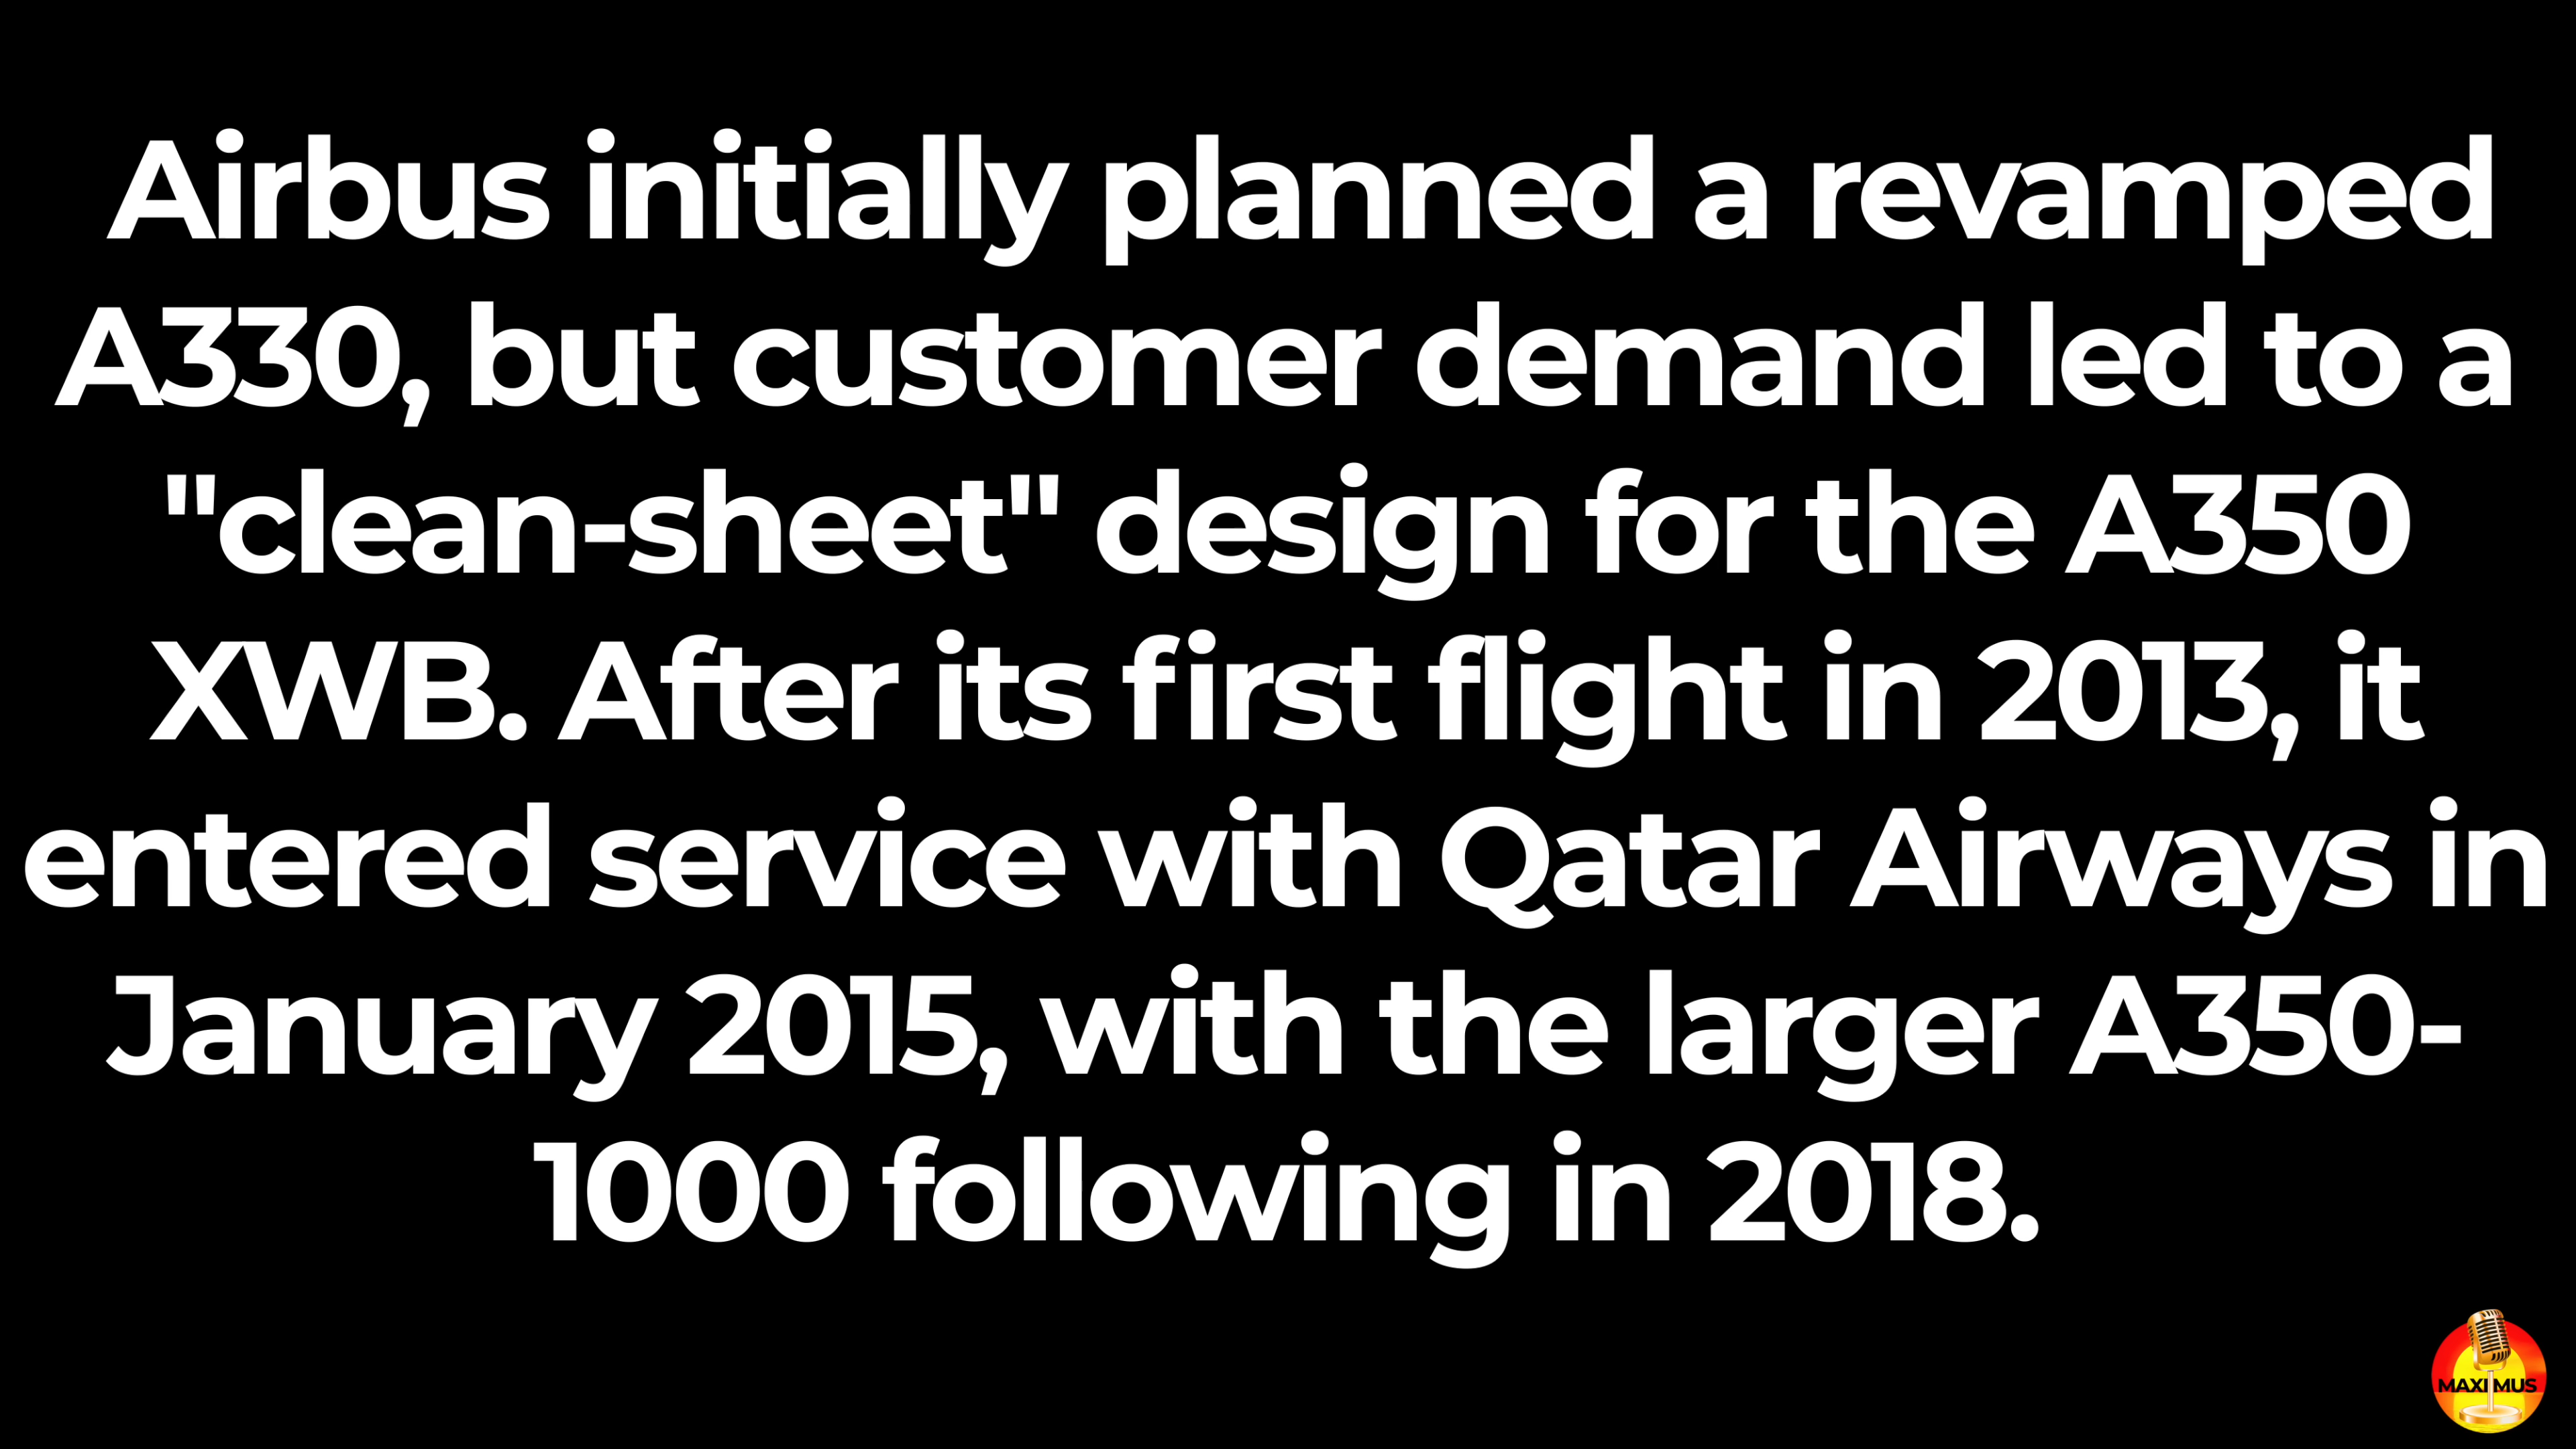 Airbus initially planned a revamped
A330, but customer demand led to a
"clean-sheet" design for the A350
XWB. After its first flight in 2013, it
entered service with Qatar Airways in
January 2015, with the larger A350-
1000 following in 2018.
MAXIMUS